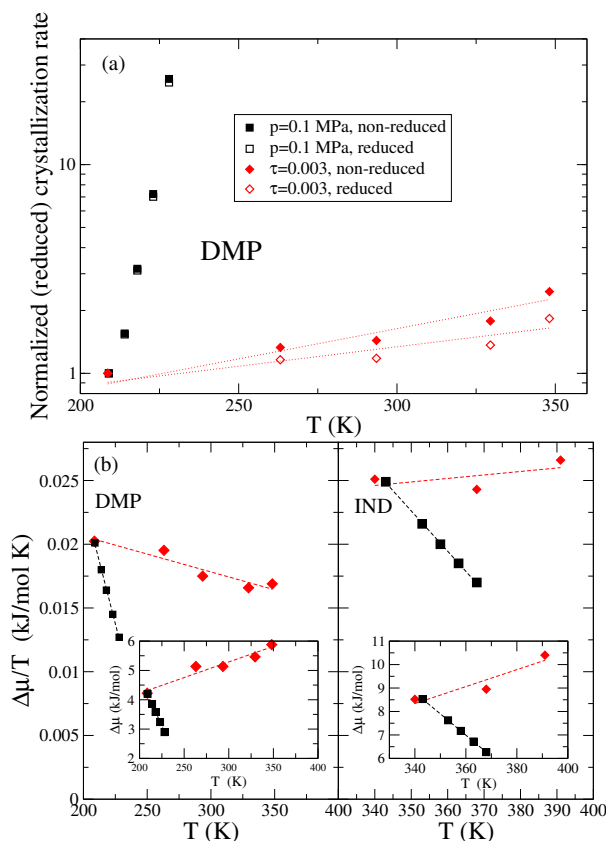 Normalized (reduced) crystallization rate
(a)
p=0.1 MPa, non-reduced
p=0.1 MPa, reduced
τ=0.003, non-reduced
τ=0.003, reduced
DMP
10
1
250 300 350
T (K)
(b)
DMP
IND
Δμ/T (kJ/mol K)
0.025
0.02
0.015
0.01
0.005
0
200 250 300 350 400
T (K)
340 350 360 370 380 390 400
T (K)
Δμ (kJ/mol)
6
5
4
3
2
200 250 300 350 400
T (K)
Δμ (kJ/mol)
11
10
9
8
7
6
340 360 380 400
T (K)